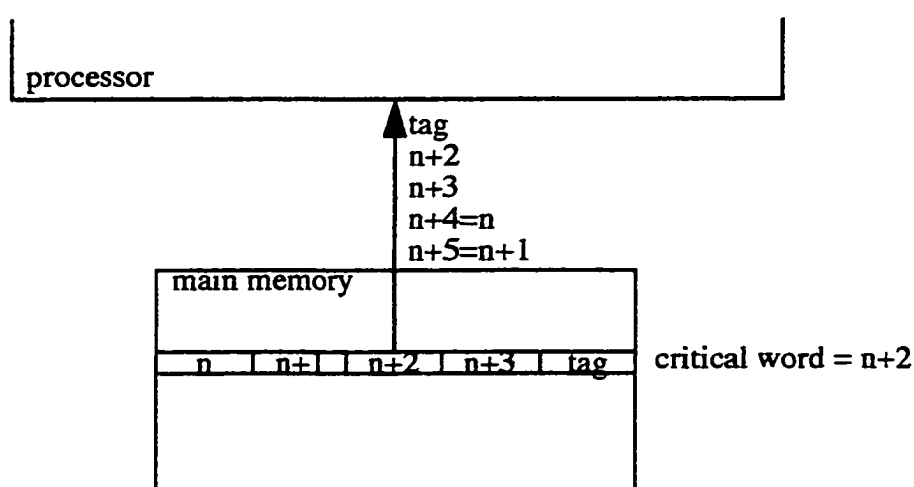 processor
tag
n+2
n+3
n+4=n
n+5=n+1
main memory
n n+1 n+2 n+3 tag critical word = n+2